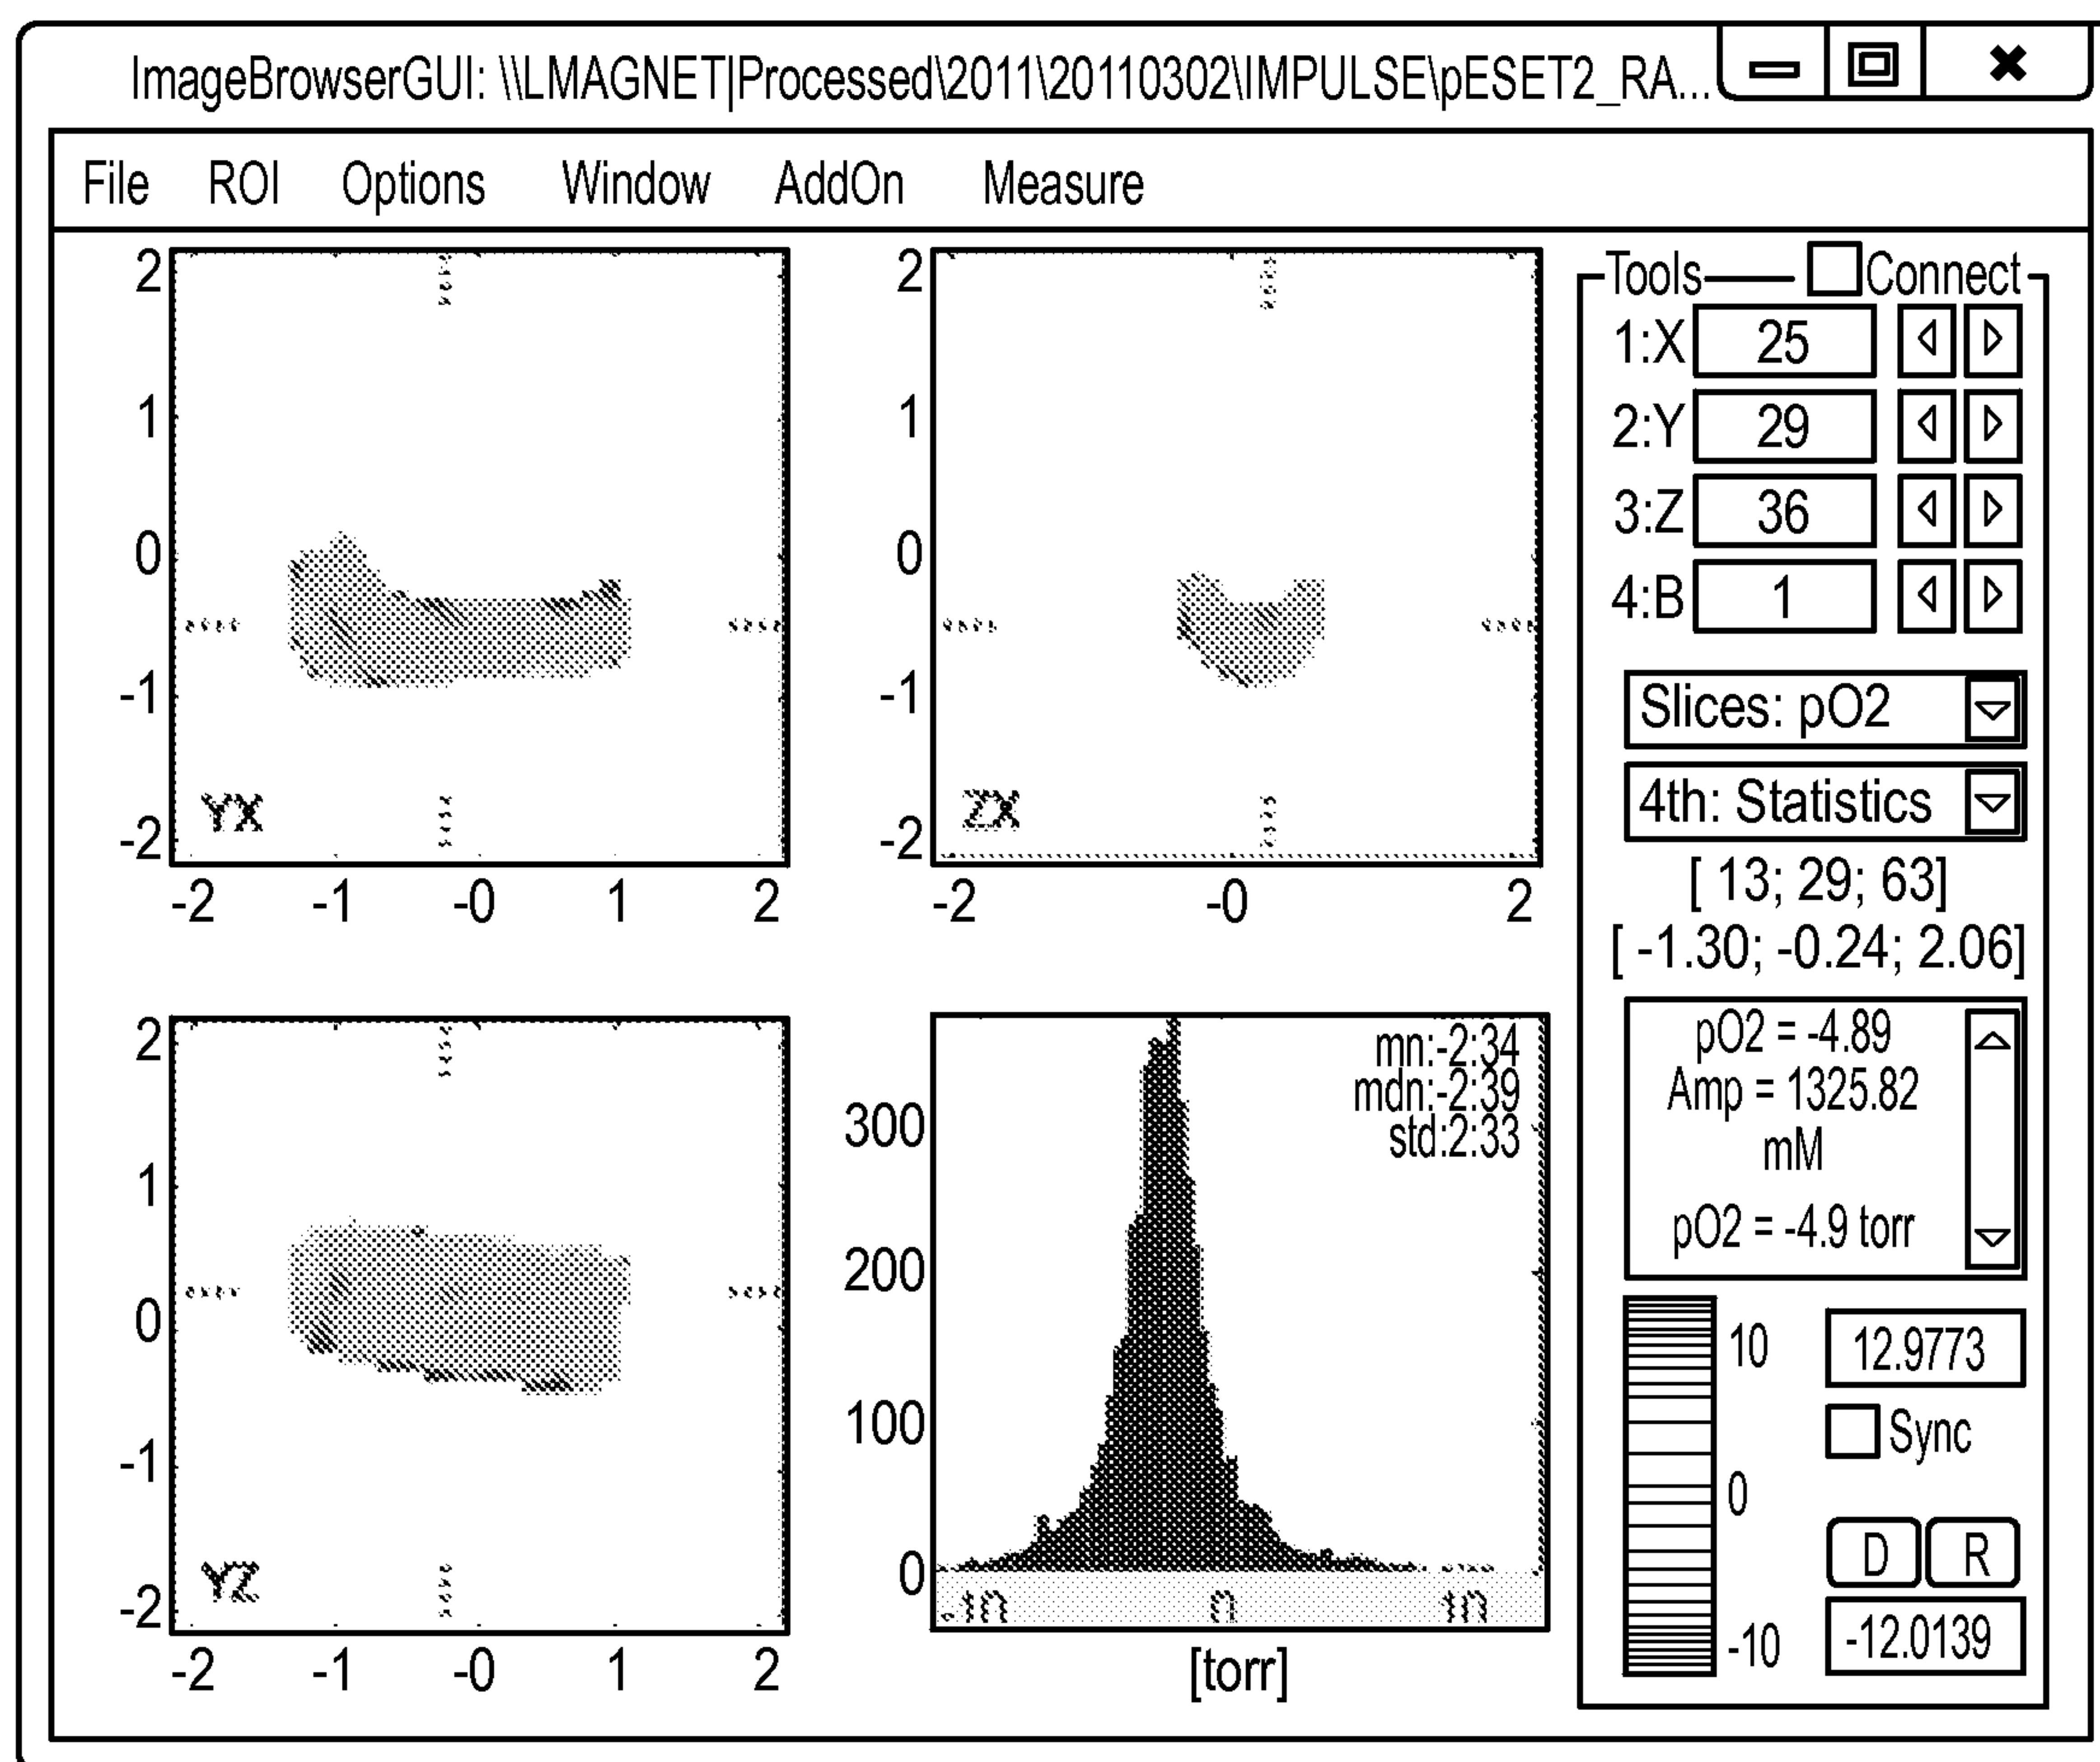 ImageBrowserGUI: \\LMAGNET|Processed\2011\20110302\IMPULSE\pESET2_RA...
File ROI Options Window AddOn Measure
2
1
0
-1
-2
YX
-2 -1 -0 1 2
2
1
0
-1
-2
ZX
-2 -0 2
2
1
0
-1
-2
YZ
-2 -1 -0 1 2
mn:-2:34
mdn:-2:39
std:2:33
300
200
100
0
-10 0 10
[torr]
Tools Connect
1:X 25
2:Y 29
3:Z 36
4:B 1
Slices: pO2
4th: Statistics
[ 13; 29; 63]
[ -1.30; -0.24; 2.06]
pO2 = -4.89
Amp = 1325.82
mM
pO2 = -4.9 torr
10
0
-10
12.9773
Sync
D R
-12.0139